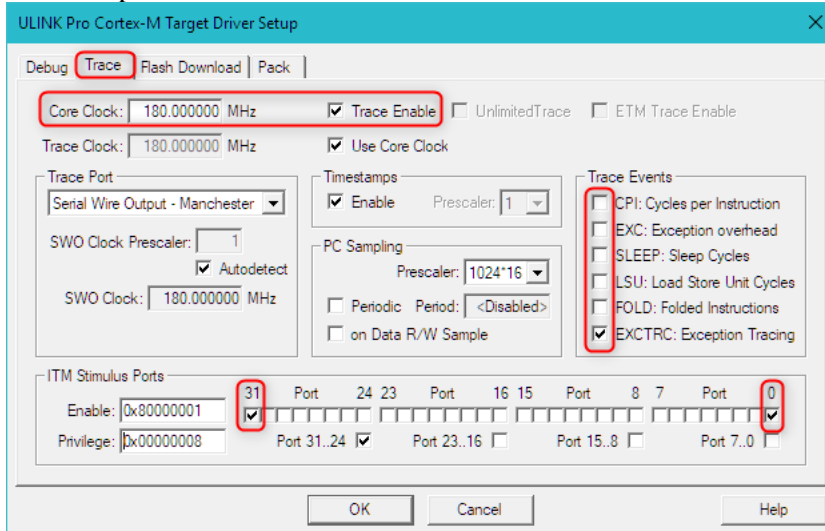 ULINK Pro Cortex-M Target Driver Setup
Debug Trace Flash Download Pack
Core Clock: 180.000000 MHz Trace Enable UnlimitedTrace ETM Trace Enable
Trace Clock: 180.000000 MHz Use Core Clock
Trace Port Timestamps Trace Events
Serial Wire Output - Manchester Enable Prescaler: 1 CPI: Cycles per Instruction
EXC: Exception overhead
SWO Clock Prescaler: 1 PC Sampling SLEEP: Sleep Cycles
Autodetect Prescaler: 1024*16 LSU: Load Store Unit Cycles
SWO Clock: 180.000000 MHz Periodic Period: <Disabled> FOLD: Folded Instructions
on Data R/W Sample EXCTRC: Exception Tracing
ITM Stimulus Ports
31 Port 24 23 Port 16 15 Port 8 7 Port 0
Enable: 0x80000001
Privilege: 0x00000008 Port 31..24 Port 23..16 Port 15..8 Port 7..0
OK Cancel Help